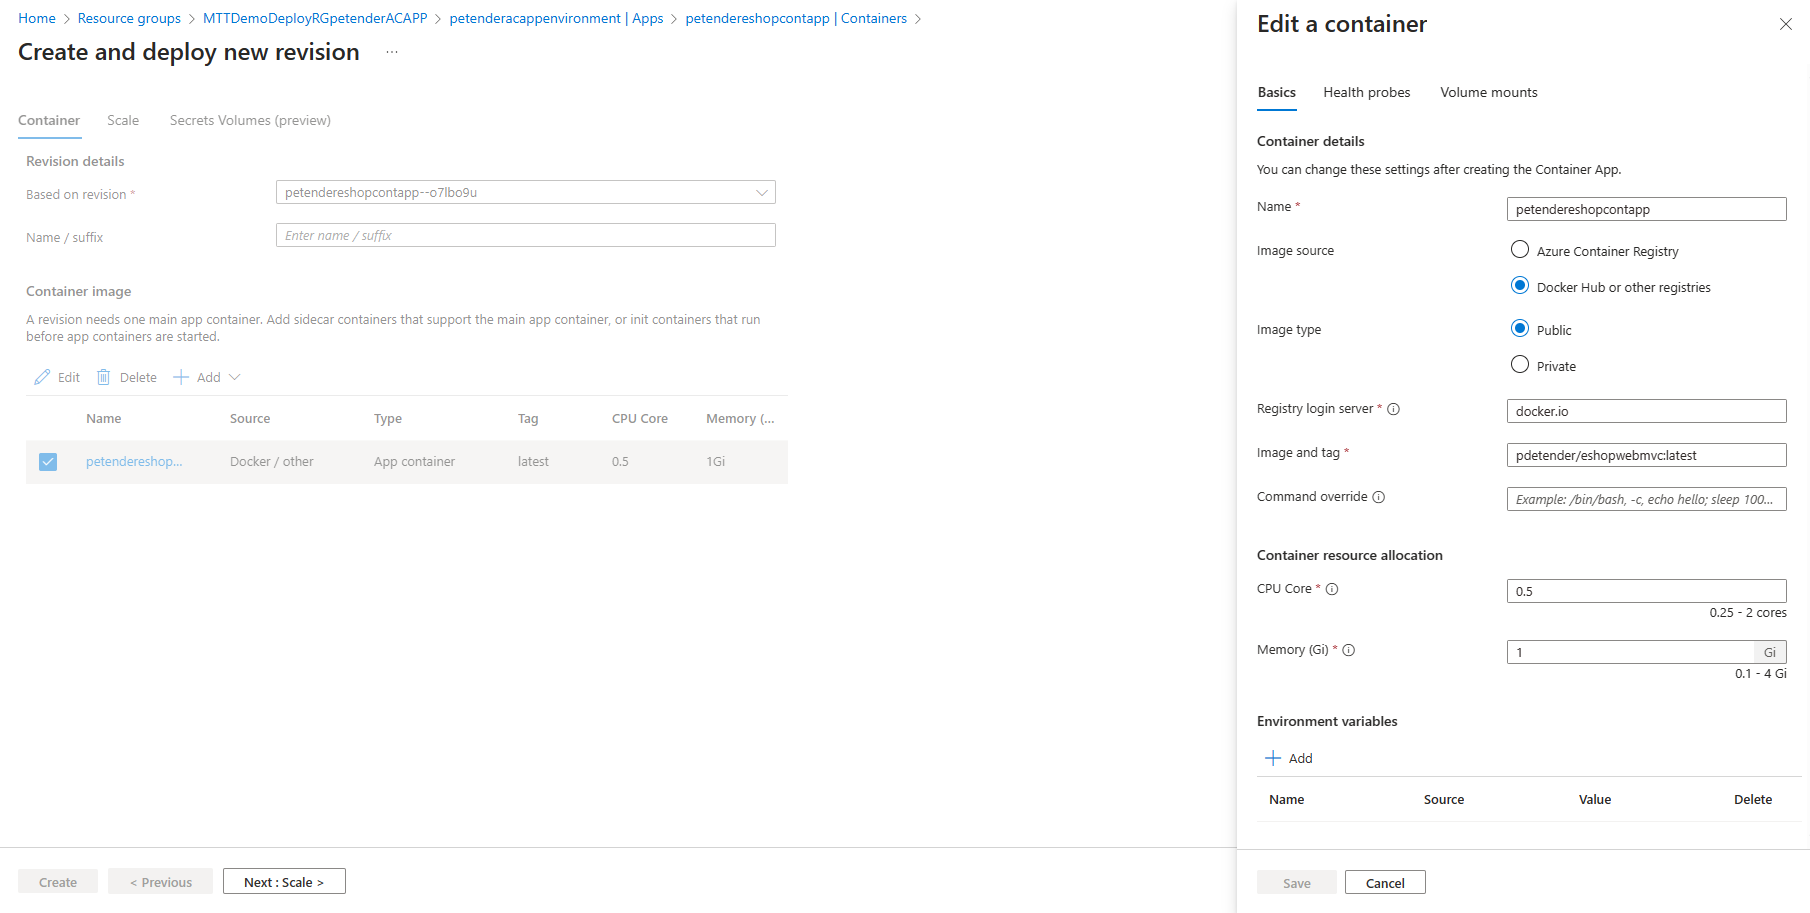 Home > Resource groups > MTTDemoDeployRGpetenderACAPP > petenderacappenvironment | Apps > petendereshopcontapp | Containers >
Create and deploy new revision ...
Container Scale Secrets Volumes (preview)
Revision details
Based on revision * petendereshopcontapp--o7lbo9u
Name / suffix Enter name / suffix
Container image
A revision needs one main app container. Add sidecar containers that support the main app container, or init containers that run
before app containers are started.
Edit Delete Add
Name Source Type Tag CPU Core Memory (...
petendereshop... Docker / other App container latest 0.5 1Gi
Create < Previous Next : Scale >
Edit a container
Basics Health probes Volume mounts
Container details
You can change these settings after creating the Container App.
Name * petendereshopcontapp
Image source Azure Container Registry
Docker Hub or other registries
Image type Public
Private
Registry login server * docker.io
Image and tag * pdetender/eshopwebmvc:latest
Command override Example: /bin/bash, -c, echo hello; sleep 100...
Container resource allocation
CPU Core * 0.5
0.25 - 2 cores
Memory (Gi) * 1 Gi
0.1 - 4 Gi
Environment variables
Add
Name Source Value Delete
Save Cancel